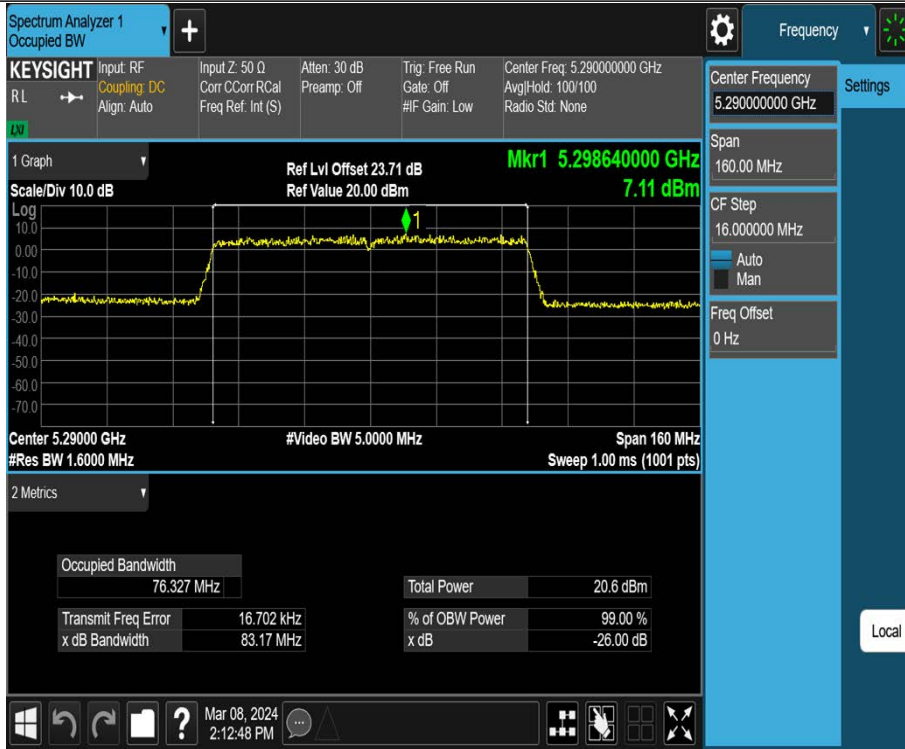 Spectrum Analyzer 1
Occupied BW
+
Frequency
KEYSIGHT
RL
LXI
Input: RF
Coupling: DC
Align: Auto
Input Z: 50 Ω
Corr CCorr RCal
Freq Ref: Int (S)
Atten: 30 dB
Preamp: Off
Trig: Free Run
Gate: Off
#IF Gain: Low
Center Freq: 5.290000000 GHz
Avg|Hold: 100/100
Radio Std: None
Center Frequency
5.290000000 GHz
Settings
Span
160.00 MHz
CF Step
16.000000 MHz
Auto
Man
Freq Offset
0 Hz
1 Graph
Scale/Div 10.0 dB
Ref Lvl Offset 23.71 dB
Ref Value 20.00 dBm
Mkr1 5.298640000 GHz
7.11 dBm
Log
10.0
0.00
-10.0
-20.0
-30.0
-40.0
-50.0
-60.0
-70.0
1
Center 5.29000 GHz
#Res BW 1.6000 MHz
#Video BW 5.0000 MHz
Span 160 MHz
Sweep 1.00 ms (1001 pts)
2 Metrics
Occupied Bandwidth
76.327 MHz
Total Power 20.6 dBm
Transmit Freq Error 16.702 kHz
% of OBW Power 99.00 %
x dB Bandwidth 83.17 MHz
x dB -26.00 dB
Local
?
Mar 08, 2024
2:12:48 PM